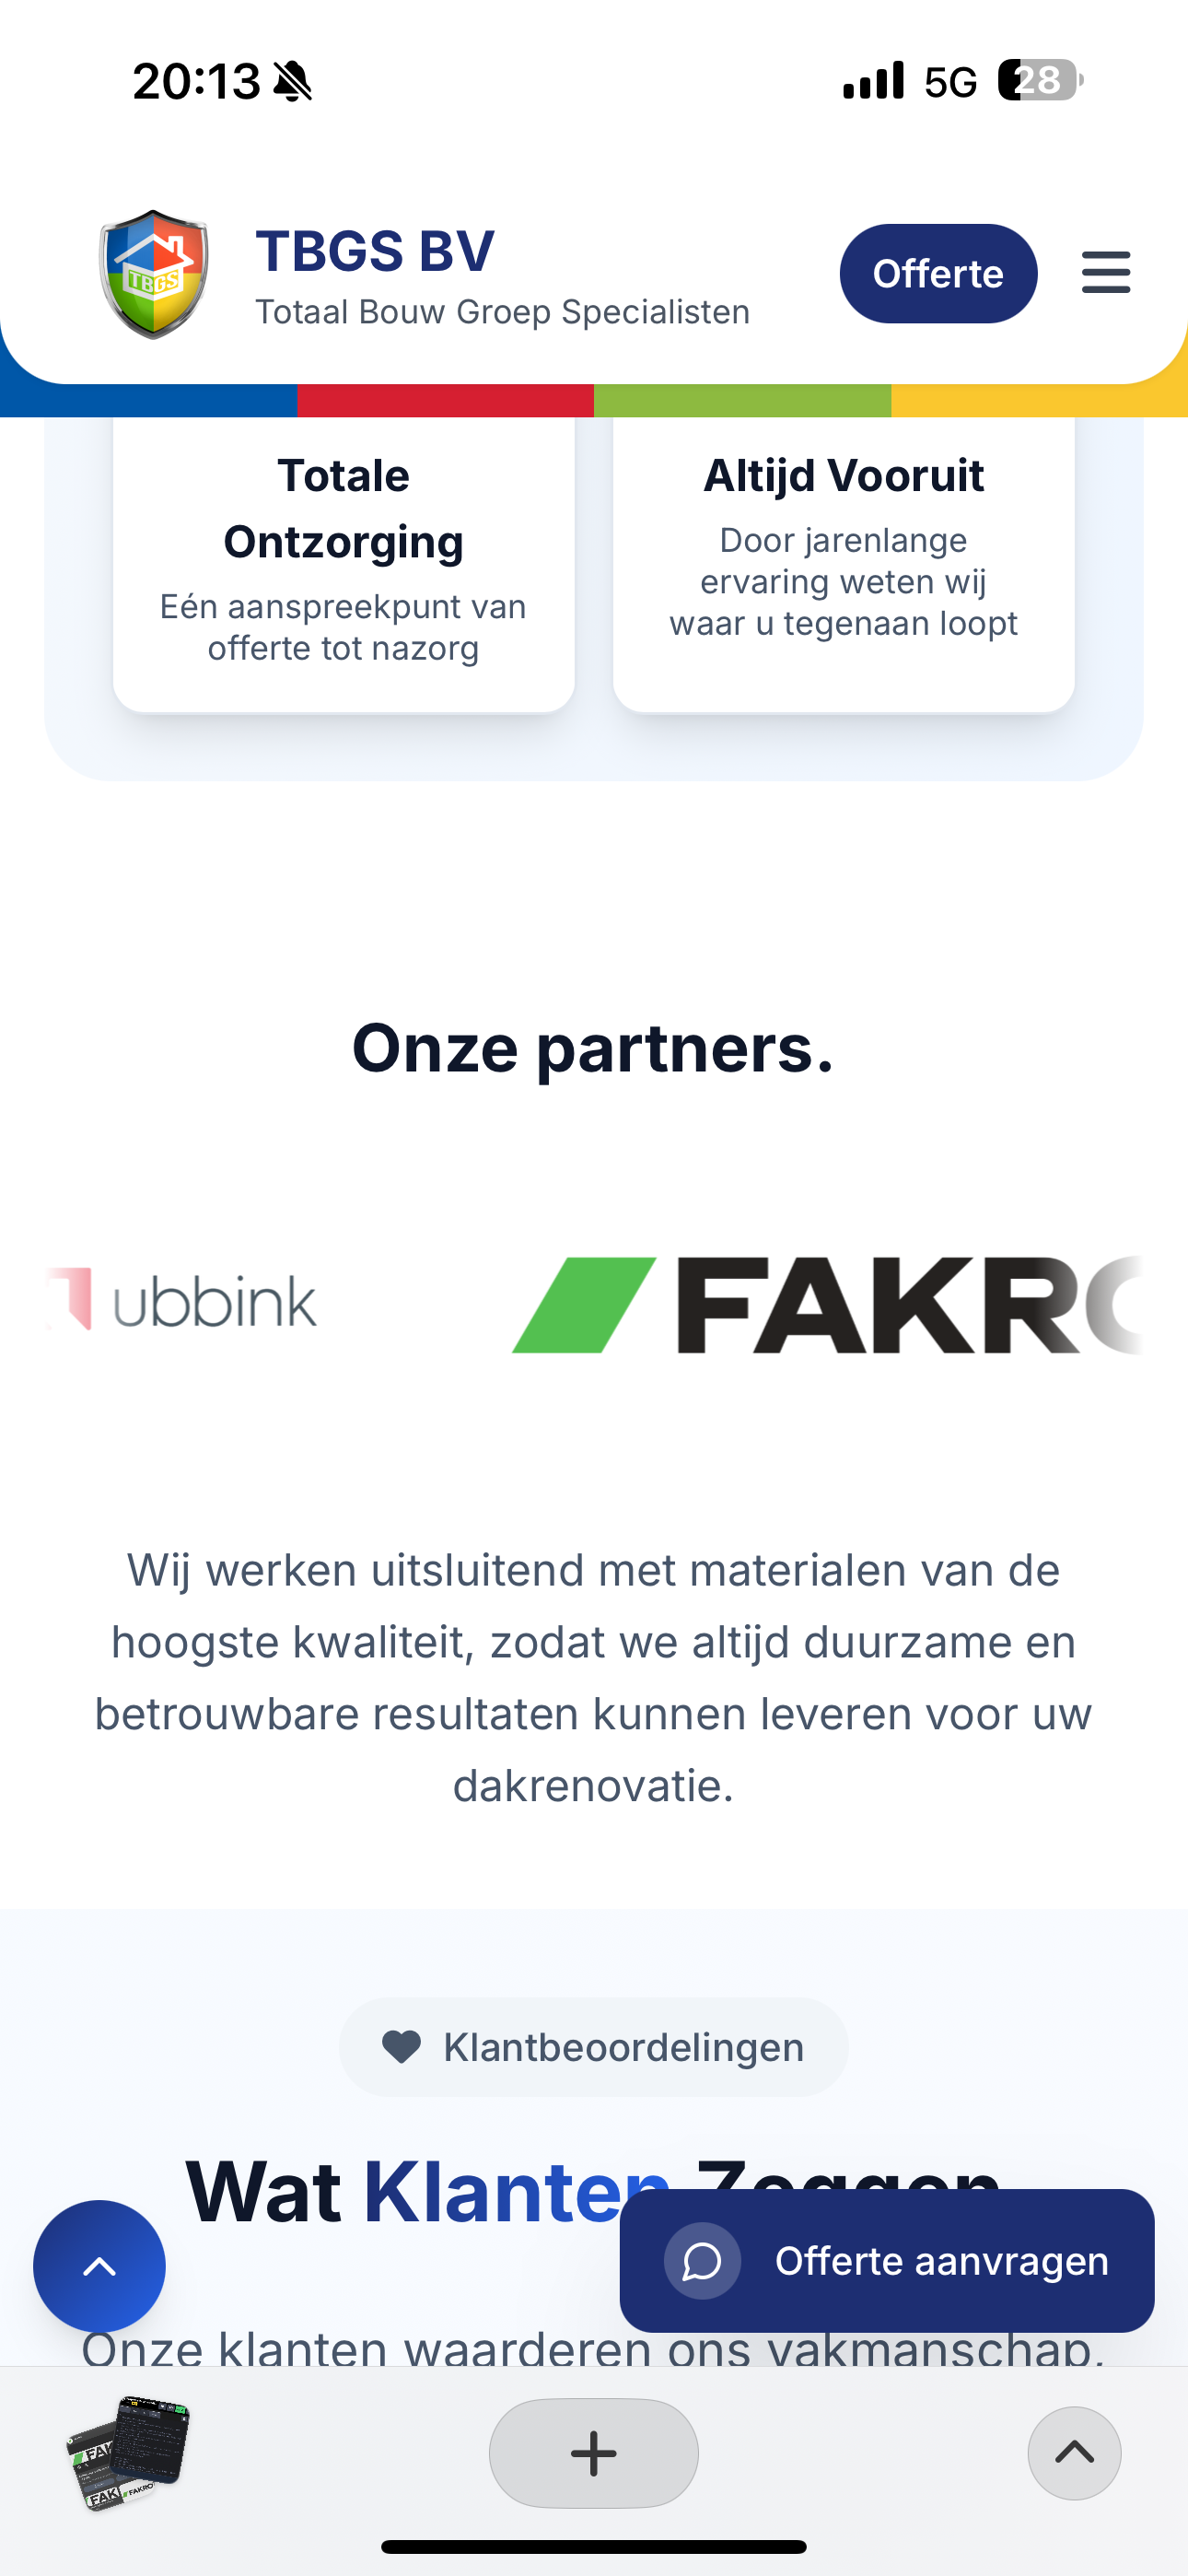 20:13
5G
28
TBGS
TBGS BV
Totaal Bouw Groep Specialisten
Offerte
Totale
Ontzorging
Eén aanspreekpunt van
offerte tot nazorg
Altijd Vooruit
Door jarenlange
ervaring weten wij
waar u tegenaan loopt
Onze partners.
ubbink
FAKRO
Wij werken uitsluitend met materialen van de
hoogste kwaliteit, zodat we altijd duurzame en
betrouwbare resultaten kunnen leveren voor uw
dakrenovatie.
Klantbeoordelingen
Wat Klanten Zeggen
Offerte aanvragen
Onze klanten waarderen ons vakmanschap,